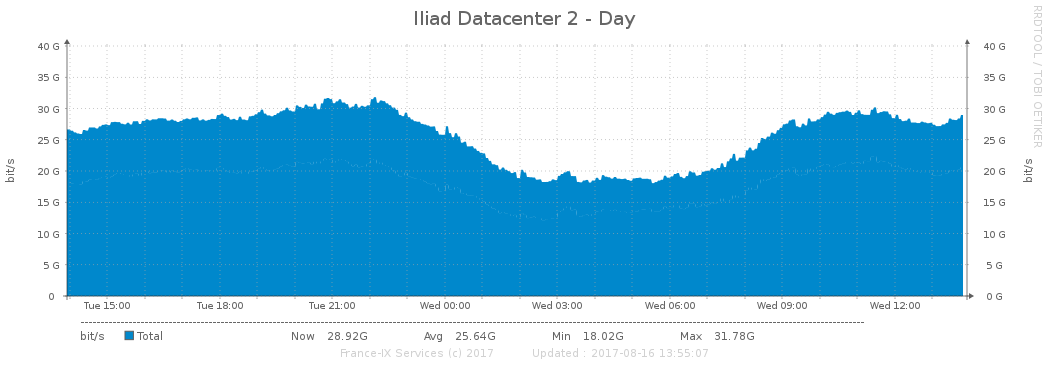 Iliad Datacenter 2 - Day
RRDTOOL / TOBI OETIKER
40 G 40 G
35 G 35 G
30 G 30 G
25 G 25 G
20 G 20 G
15 G 15 G
10 G 10 G
5 G 5 G
0 0 G
bit/s bit/s
Tue 15:00 Tue 18:00 Tue 21:00 Wed 00:00 Wed 03:00 Wed 06:00 Wed 09:00 Wed 12:00
bit/s Total Now 28.92G Avg 25.64G Min 18.02G Max 31.78G
France-IX Services (c) 2017 Updated : 2017-08-16 13:55:07